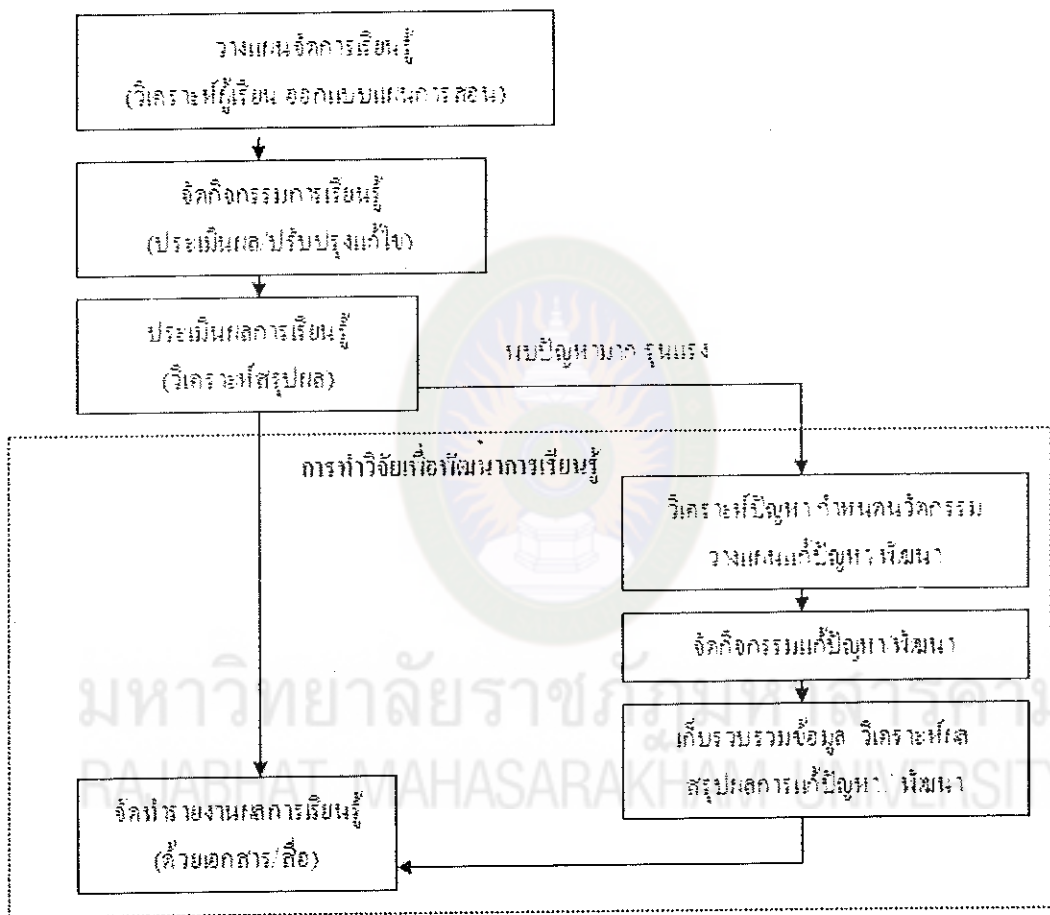 วางแผนจัดการเรียนรู้
(วิเคราะห์ผู้เรียน ออกแบบแผนการสอน)
จัดกิจกรรมการเรียนรู้
(ประเมินผล/ปรับปรุงแก้ไข)
ประเมินผลการเรียนรู้
(วิเคราะห์สรุปผล)
พบปัญหามาก รุนแรง
การทำวิจัยเพื่อพัฒนาการเรียนรู้
วิเคราะห์ปัญหา กำหนดนวัตกรรม
วางแผนแก้ปัญหา/พัฒนา
จัดกิจกรรมแก้ปัญหา/พัฒนา
เก็บรวบรวมข้อมูล วิเคราะห์ผล
สรุปผลการแก้ปัญหา/พัฒนา
จัดทำรายงานผลการเรียนรู้
(ด้วยเอกสาร/สื่อ)
มหาวิทยาลัยราชภัฏมหาสารคาม
RAJABHAT MAHASARAKHAM UNIVERSIT